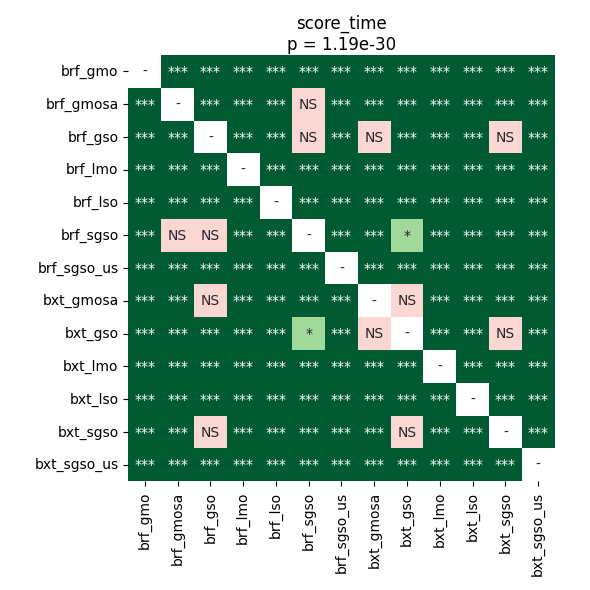 score_time
p = 1.19e-30
brf_gmo - *** *** *** *** *** *** *** *** *** *** *** ***
brf_gmosa *** - *** *** *** NS *** *** *** *** *** *** ***
brf_gso *** *** - *** *** NS *** NS *** *** *** NS ***
brf_lmo *** *** *** - *** *** *** *** *** *** *** *** ***
brf_lso *** *** *** *** - *** *** *** *** *** *** *** ***
brf_sgso *** NS NS *** *** - *** *** * *** *** *** ***
brf_sgso_us *** *** *** *** *** *** - *** *** *** *** *** ***
bxt_gmosa *** *** NS *** *** *** *** - NS *** *** *** ***
bxt_gso *** *** *** *** *** * *** NS - *** *** NS ***
bxt_lmo *** *** *** *** *** *** *** *** *** - *** *** ***
bxt_lso *** *** *** *** *** *** *** *** *** *** - *** ***
bxt_sgso *** *** NS *** *** *** *** *** NS *** *** - ***
bxt_sgso_us *** *** *** *** *** *** *** *** *** *** *** *** -
brf_gmo brf_gmosa brf_gso brf_lmo brf_lso brf_sgso brf_sgso_us bxt_gmosa bxt_gso bxt_lmo bxt_lso bxt_sgso bxt_sgso_us